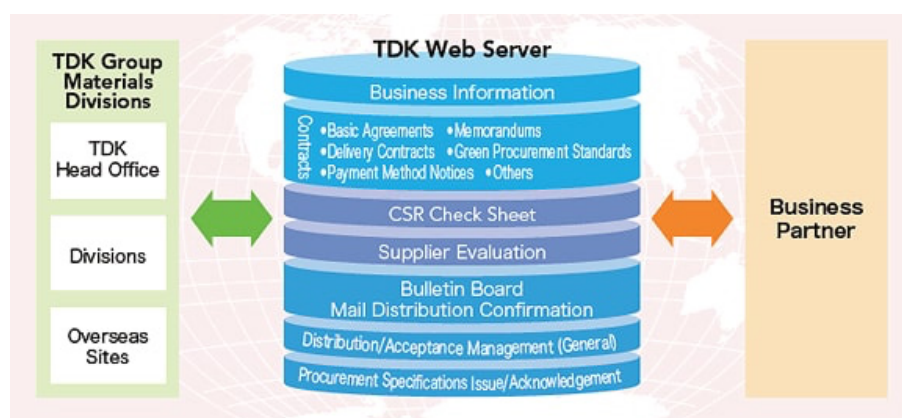 TDK Group
Materials
Divisions
TDK
Head Office
Divisions
Overseas
Sites
TDK Web Server
Business Information
Contracts
•Basic Agreements •Memorandums
•Delivery Contracts •Green Procurement Standards
•Payment Method Notices •Others
CSR Check Sheet
Supplier Evaluation
Bulletin Board
Mail Distribution Confirmation
Distribution/Acceptance Management (General)
Procurement Specifications Issue/Acknowledgement
Business
Partner